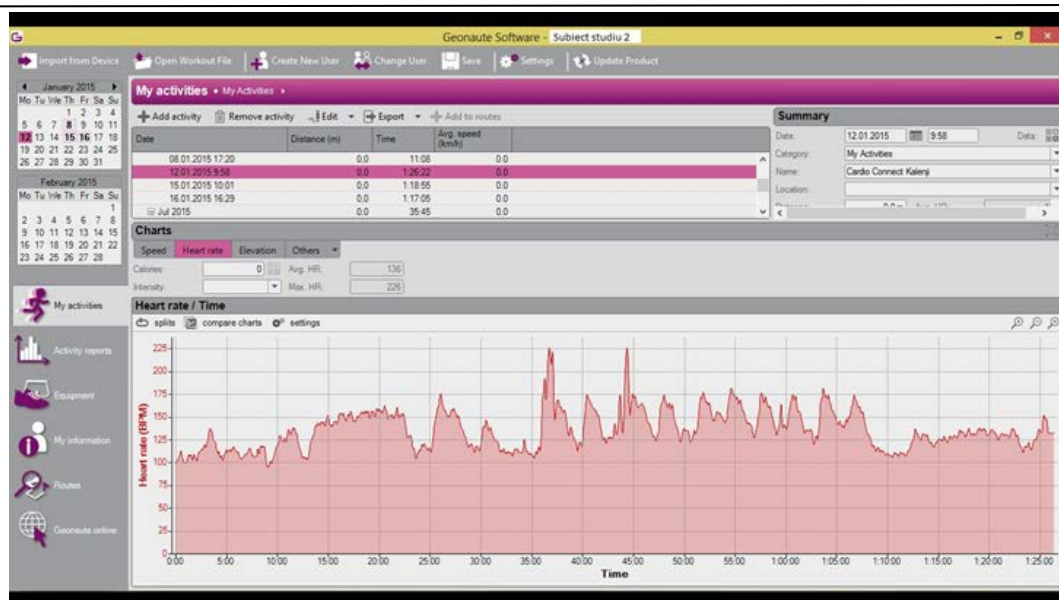 Geonaute Software - Subiect studiu 2
Import from Device Open Workout File Create New User Change User Save Settings Update Product
January 2015
Mo Tu We Th Fr Sa Su
1 2 3 4
5 6 7 8 9 10 11
12 13 14 15 16 17 18
19 20 21 22 23 24 25
26 27 28 29 30 31
February 2015
Mo Tu We Th Fr Sa Su
1
2 3 4 5 6 7 8
9 10 11 12 13 14 15
16 17 18 19 20 21 22
23 24 25 26 27 28
My activities
Activity reports
Equipment
My information
Routes
Geonaute online
My activities • My Activities
Add activity Remove activity Edit Export Add to routes
Date Distance (m) Time Avg. speed
(km/h)
08.01.2015 17:20 0,0 11:08 0.0
12.01.2015 9:58 0,0 1:26:22 0.0
15.01.2015 10:01 0,0 1:18:55 0.0
16.01.2015 16:29 0,0 1:17:05 0.0
Jul 2015 0,0 35:45 0.0
Summary
Date: 12.01.2015 9:58 Data:
Category: My Activities
Name: Cardio Connect Kalenji
Location:
Charts
Speed Heart rate Elevation Others
Calories: 0 Avg. HR: 136
Intensity: Max. HR: 226
Heart rate / Time
splits compare charts settings
Heart rate (BPM)
225
200
175
150
125
100
75
50
25
0
0:00 5:00 10:00 15:00 20:00 25:00 30:00 35:00 40:00 45:00 50:00 55:00 1:00:00 1:05:00 1:10:00 1:15:00 1:20:00 1:25:00
Time